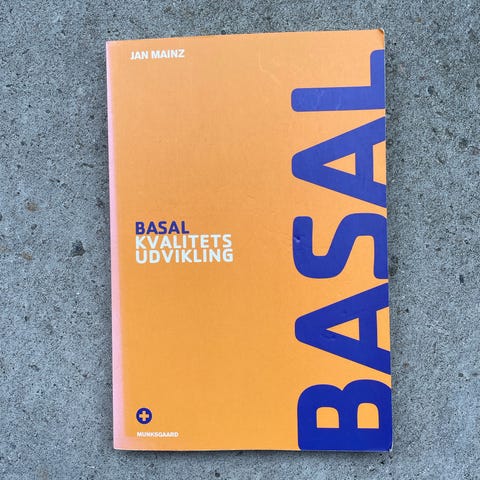 JAN MAINZ
BASAL
KVALITETS
UDVIKLING
BASAL
MUNKSGAARD